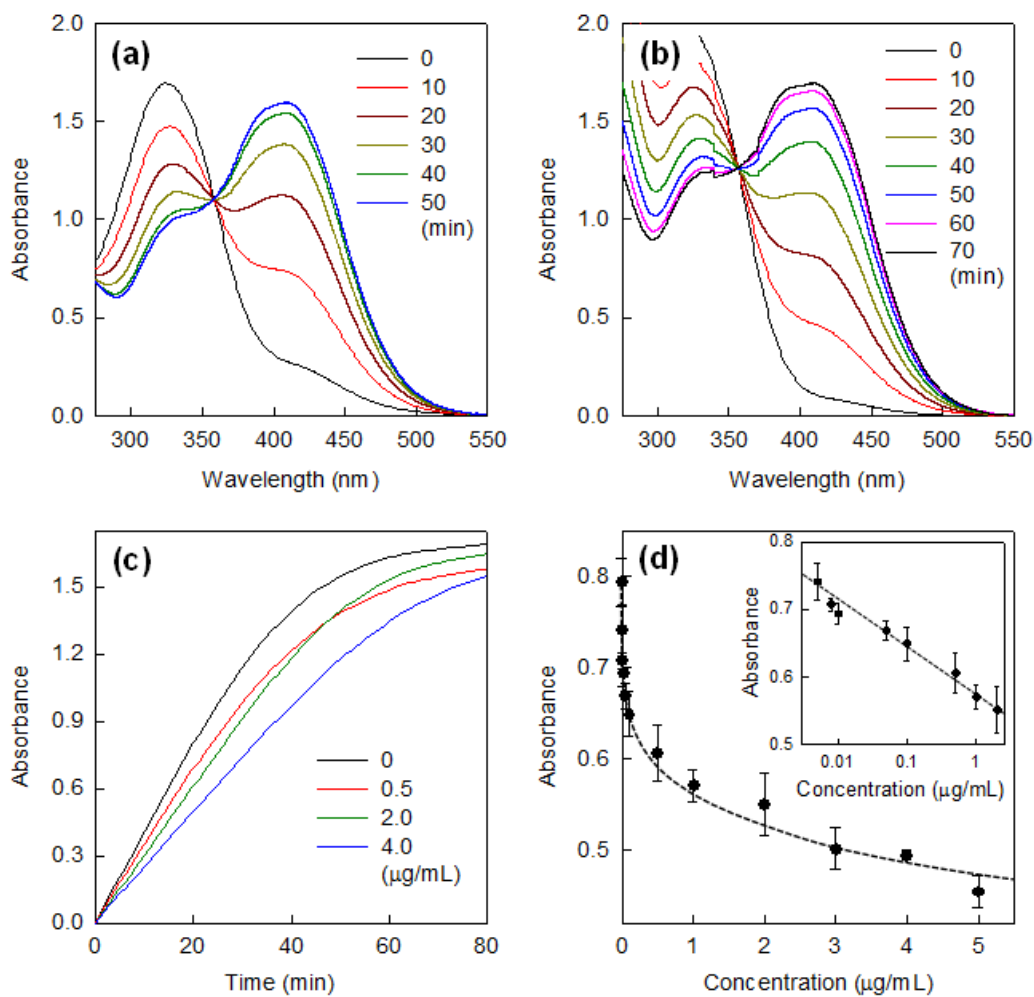 (a)
2.0
1.5
1.0
0.5
0.0
Absorbance
300 350 400 450 500 550
Wavelength (nm)
0
10
20
30
40
50
(min)
(b)
2.0
1.5
1.0
0.5
0.0
Absorbance
300 350 400 450 500 550
Wavelength (nm)
0
10
20
30
40
50
60
70
(min)
(c)
1.5
1.2
0.9
0.6
0.3
0.0
Absorbance
0 20 40 60 80
Time (min)
0
0.5
2.0
4.0
(μg/mL)
(d)
0.8
0.7
0.6
0.5
Absorbance
0 1 2 3 4 5
Concentration (μg/mL)
0.8
0.7
0.6
0.5
Absorbance
0.01 0.1 1
Concentration (μg/mL)